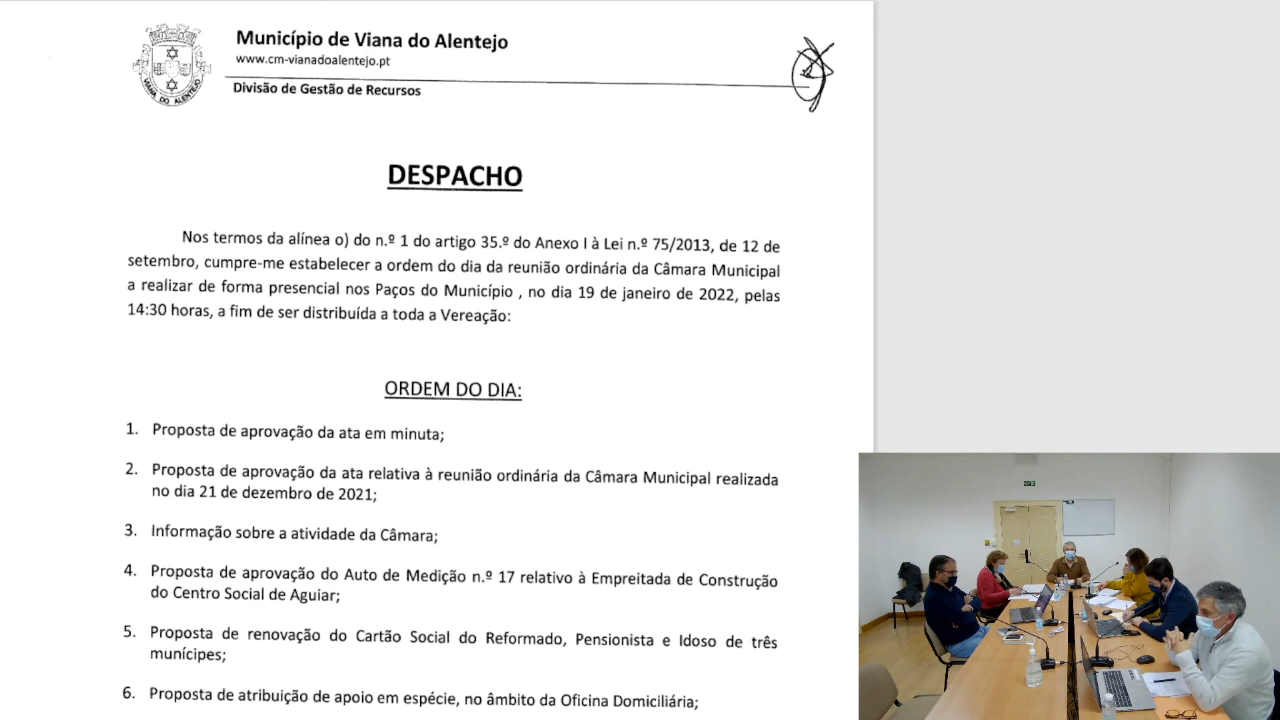 Município de Viana do Alentejo
www.cm-vianadoalentejo.pt
Divisão de Gestão de Recursos
VIANA DO ALENTEJO
DESPACHO
Nos termos da alínea o) do n.º 1 do artigo 35.º do Anexo I à Lei n.º 75/2013, de 12 de
setembro, cumpre-me estabelecer a ordem do dia da reunião ordinária da Câmara Municipal
a realizar de forma presencial nos Paços do Município , no dia 19 de janeiro de 2022, pelas
14:30 horas, a fim de ser distribuída a toda a Vereação:
ORDEM DO DIA:
1. Proposta de aprovação da ata em minuta;
2. Proposta de aprovação da ata relativa à reunião ordinária da Câmara Municipal realizada
no dia 21 de dezembro de 2021;
3. Informação sobre a atividade da Câmara;
4. Proposta de aprovação do Auto de Medição n.º 17 relativo à Empreitada de Construção
do Centro Social de Aguiar;
5. Proposta de renovação do Cartão Social do Reformado, Pensionista e Idoso de três
munícipes;
6. Proposta de atribuição de apoio em espécie, no âmbito da Oficina Domiciliária;